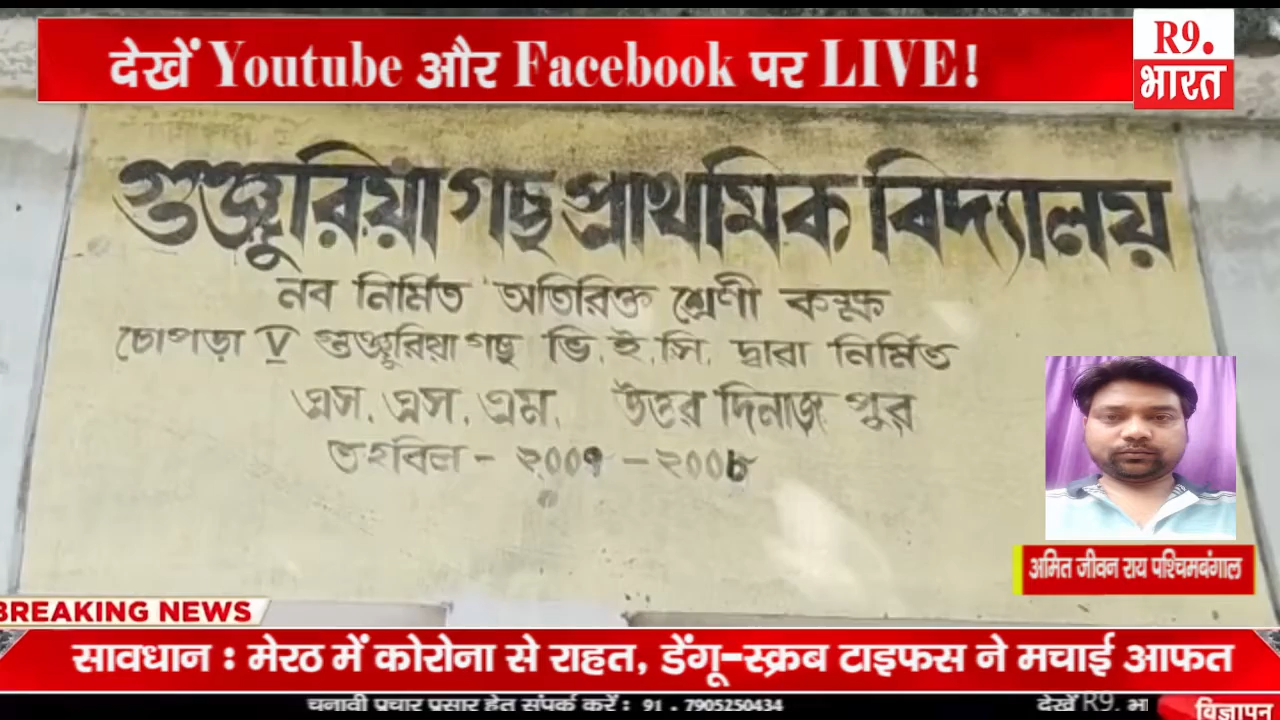 देखें Youtube और Facebook पर LIVE!
R9.
भारत
গুঞ্জুরিয়া গছ প্রাথমিক বিদ্যালয়
নব নির্মিত অতিরিক্ত শ্রেণী কক্ষ
চোপড়া V গুঞ্জুরিয়া গছ ভি.ই.সি. দ্বারা নির্মিত
এস. এস. এম. উত্তর দিনাজ পুর
তহবিল - ২০০৭ - ২০০৮
अमित जीवन राय पश्चिमबंगाल
BREAKING NEWS
सावधान : मेरठ में कोरोना से राहत, डेंगू-स्क्रब टाइफस ने मचाई आफत
चुनावी प्रचार प्रसार हेतु संपर्क करें : 91 . 7905250434
देखें R9. भा
विज्ञापन